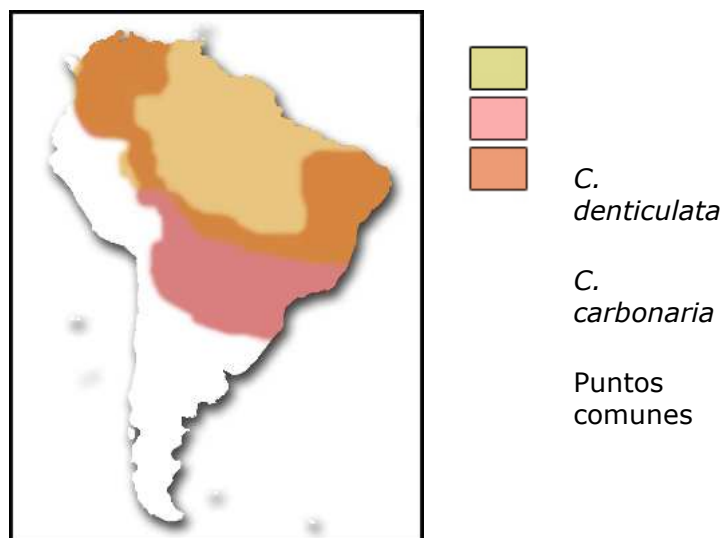 C.
denticulata
C.
carbonaria
Puntos
comunes